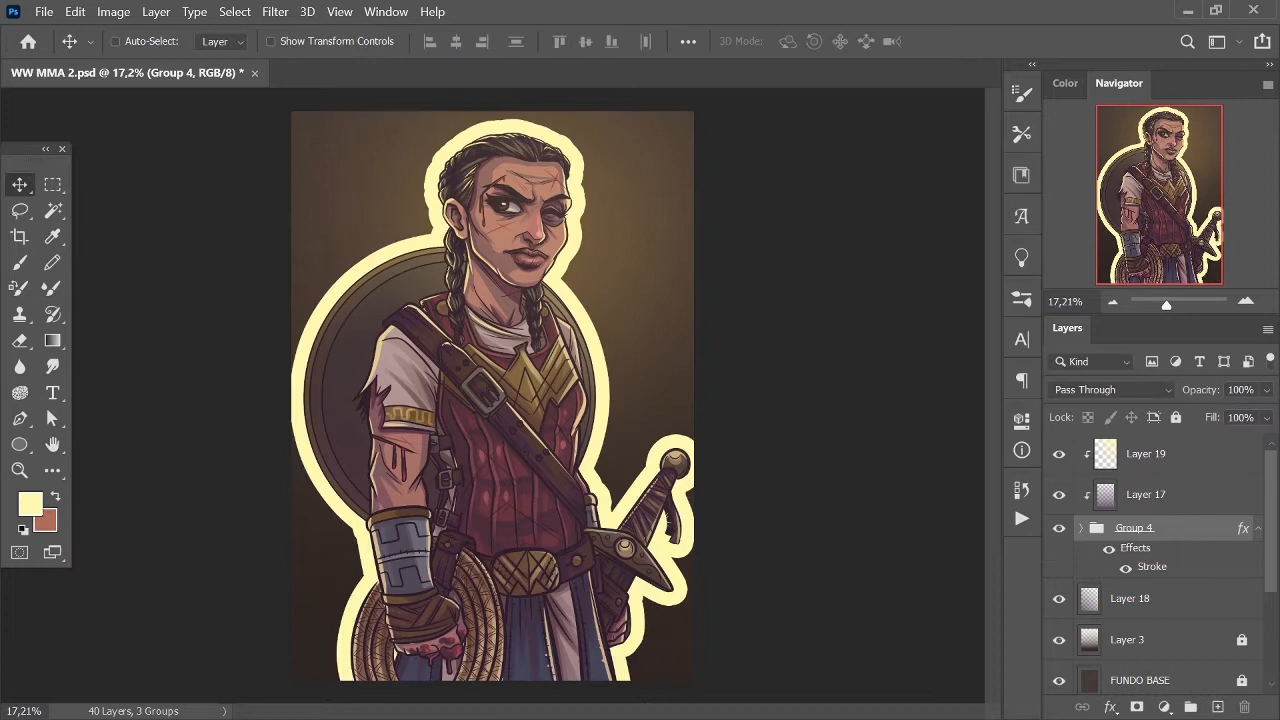 Ps File Edit Image Layer Type Select Filter 3D View Window Help
Auto-Select: Layer Show Transform Controls 3D Mode:
WW MMA 2.psd @ 17,2% (Group 4, RGB/8) *
Color Navigator
17,21%
Layers
Kind
Pass Through Opacity: 100%
Lock: Fill: 100%
Layer 19
Layer 17
Group 4 fx
Effects
Stroke
Layer 18
Layer 3
FUNDO BASE
17,21% 40 Layers, 3 Groups fx